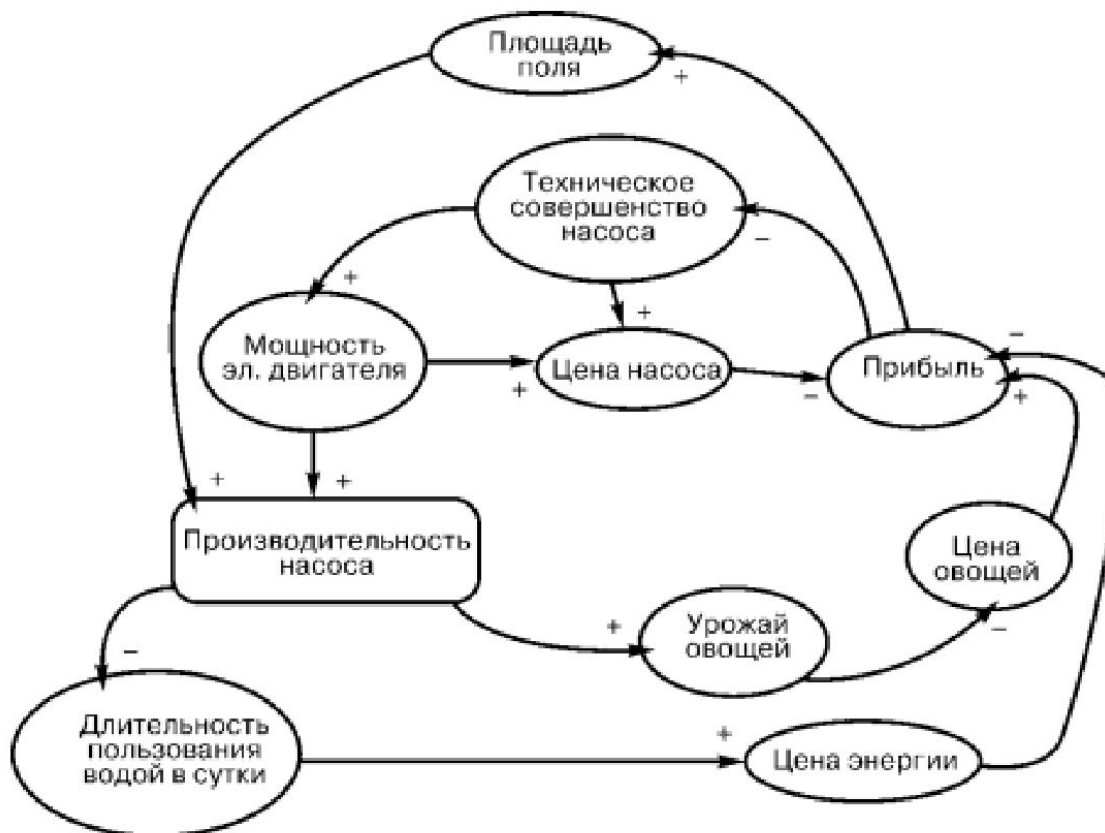 Площадь
поля
+
Техническое
совершенство
насоса
−
+
+
−
Мощность
эл. двигателя
+
Цена насоса
−
Прибыль
+
+
+
Производительность
насоса
Цена
овощей
−
+
Урожай
овощей
−
Длительность
пользования
водой в сутки
+
Цена энергии